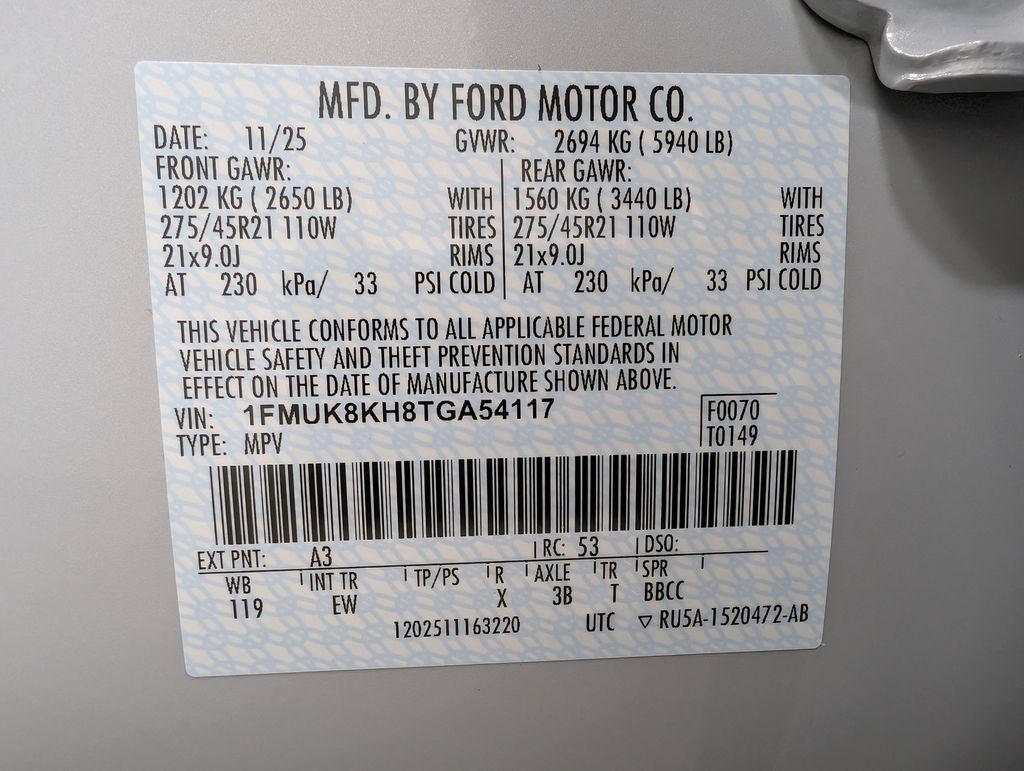 MFD. BY FORD MOTOR CO.
DATE: 11/25 GVWR: 2694 KG ( 5940 LB)
FRONT GAWR: REAR GAWR:
1202 KG ( 2650 LB) WITH 1560 KG ( 3440 LB) WITH
275/45R21 110W TIRES 275/45R21 110W TIRES
21x9.0J RIMS 21x9.0J RIMS
AT 230 kPa/ 33 PSI COLD AT 230 kPa/ 33 PSI COLD
THIS VEHICLE CONFORMS TO ALL APPLICABLE FEDERAL MOTOR
VEHICLE SAFETY AND THEFT PREVENTION STANDARDS IN
EFFECT ON THE DATE OF MANUFACTURE SHOWN ABOVE.
VIN: 1FMUK8KH8TGA54117 F0070
TYPE: MPV T0149
EXT PNT: A3 RC: 53 DSO:
WB INT TR TP/PS R AXLE TR SPR
119 EW X 3B T BBCC
1202511163220 UTC ▽ RU5A-1520472-AB